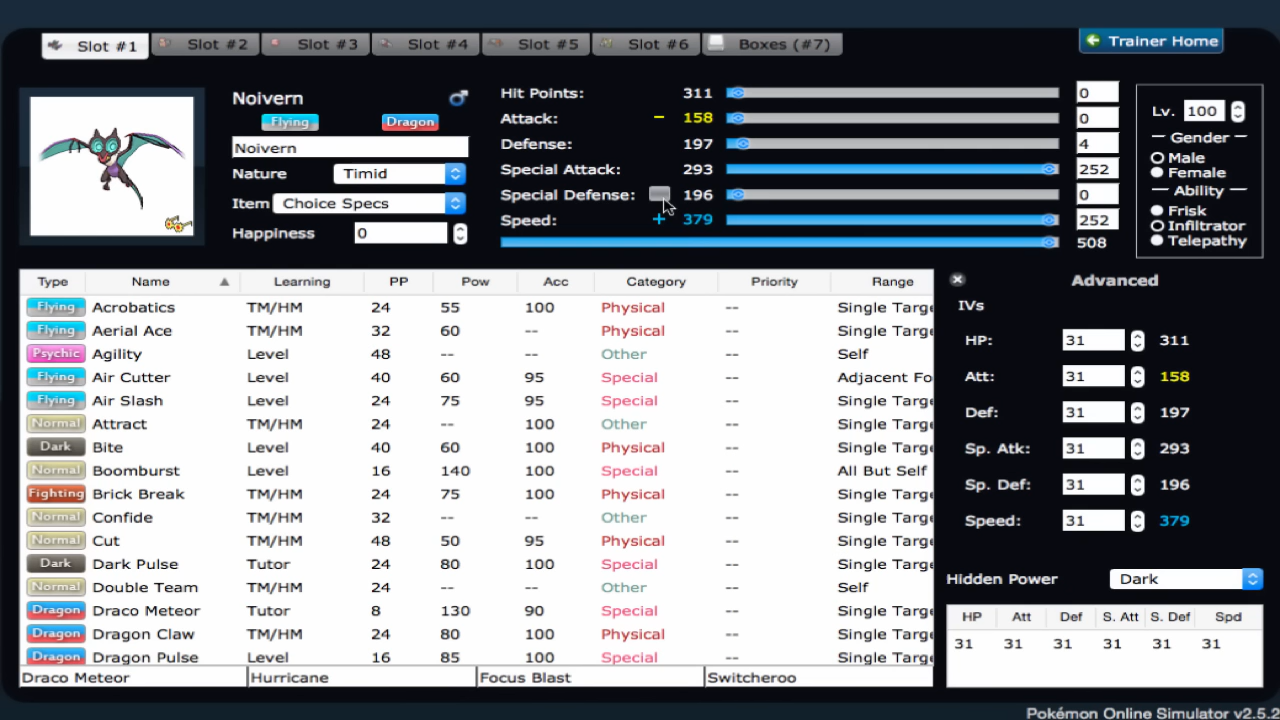 Slot #1 Slot #2 Slot #3 Slot #4 Slot #5 Slot #6 Boxes (#7) Trainer Home
Noivern
Flying Dragon
Noivern
Nature Timid
Item Choice Specs
Happiness 0
Hit Points: 311 0
Attack: − 158 0
Defense: 197 4
Special Attack: 293 252
Special Defense: 196 0
Speed: + 379 252
508
Lv. 100
Gender
Male
Female
Ability
Frisk
Infiltrator
Telepathy
Type Name Learning PP Pow Acc Category Priority Range
Flying Acrobatics TM/HM 24 55 100 Physical -- Single Targe
Flying Aerial Ace TM/HM 32 60 -- Physical -- Single Targe
Psychic Agility Level 48 -- -- Other -- Self
Flying Air Cutter Level 40 60 95 Special -- Adjacent Fo
Flying Air Slash Level 24 75 95 Special -- Single Targe
Normal Attract TM/HM 24 -- 100 Other -- Single Targe
Dark Bite Level 40 60 100 Physical -- Single Targe
Normal Boomburst Level 16 140 100 Special -- All But Self
Fighting Brick Break TM/HM 24 75 100 Physical -- Single Targe
Normal Confide TM/HM 32 -- -- Other -- Single Targe
Normal Cut TM/HM 48 50 95 Physical -- Single Targe
Dark Dark Pulse Tutor 24 80 100 Special -- Single Targe
Normal Double Team TM/HM 24 -- -- Other -- Self
Dragon Draco Meteor Tutor 8 130 90 Special -- Single Targe
Dragon Dragon Claw TM/HM 24 80 100 Physical -- Single Targe
Dragon Dragon Pulse Level 16 85 100 Special -- Single Targe
Draco Meteor Hurricane Focus Blast Switcheroo
Advanced
IVs
HP: 31 311
Att: 31 158
Def: 31 197
Sp. Atk: 31 293
Sp. Def: 31 196
Speed: 31 379
Hidden Power Dark
HP Att Def S. Att S. Def Spd
31 31 31 31 31 31
Pokémon Online Simulator v2.5.2